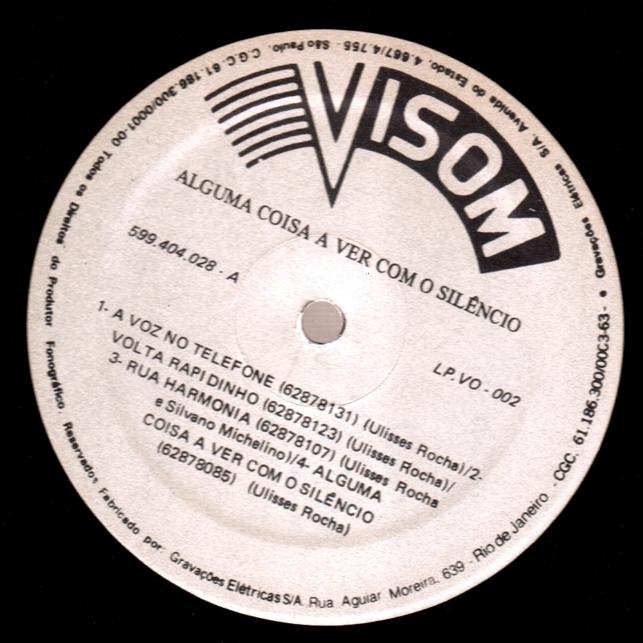 VISOM
ALGUMA COISA A VER COM O SILÊNCIO
599.404.028 - A
LP.VO - 002
1- A VOZ NO TELEFONE (62878131) (Ulisses Rocha)/2-
VOLTA RAPIDINHO (62878123) (Ulisses Rocha)/
3- RUA HARMONIA (62878107) (Ulisses Rocha
e Silvano Michelino)/4- ALGUMA
COISA A VER COM O SILÊNCIO
(62878085) (Ulisses Rocha)
Todos os Direitos do Produtor Fonográfico. Reservados Fabricado por: Gravações Elétricas S/A. Rua Aguiar Moreira, 639 - Rio de Janeiro - CGC. 61.186.300/0003-63 - ● Gravações Elétricas S/A. Avenida do Estado, 4.667/4.755 - São Paulo. C.G.C. 61.186.300/0001-00